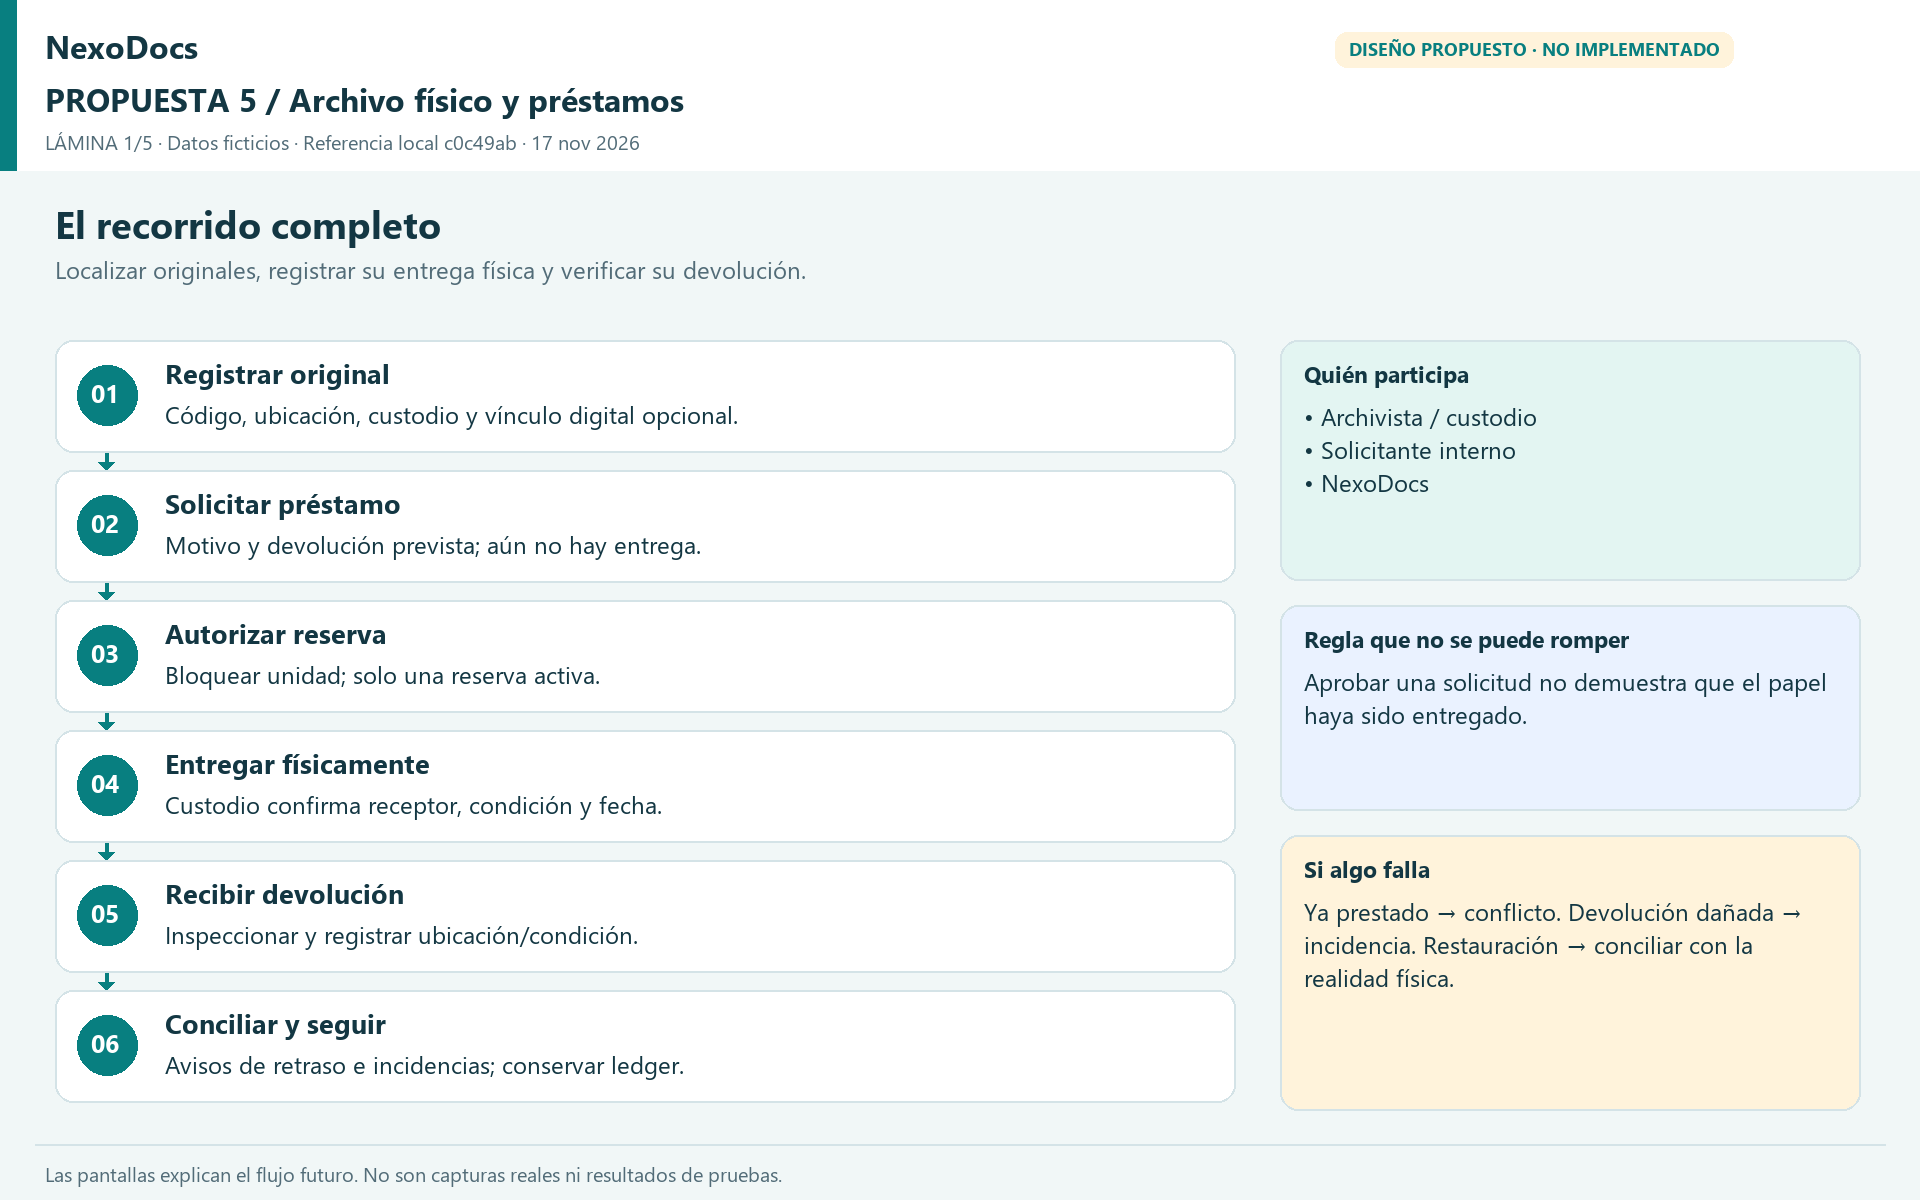 NexoDocs
DISEÑO PROPUESTO · NO IMPLEMENTADO
PROPUESTA 5 / Archivo físico y préstamos
LÁMINA 1/5 · Datos ficticios · Referencia local c0c49ab · 17 nov 2026
El recorrido completo
Localizar originales, registrar su entrega física y verificar su devolución.
01
Registrar original
Código, ubicación, custodio y vínculo digital opcional.
02
Solicitar préstamo
Motivo y devolución prevista; aún no hay entrega.
03
Autorizar reserva
Bloquear unidad; solo una reserva activa.
04
Entregar físicamente
Custodio confirma receptor, condición y fecha.
05
Recibir devolución
Inspeccionar y registrar ubicación/condición.
06
Conciliar y seguir
Avisos de retraso e incidencias; conservar ledger.
Quién participa
• Archivista / custodio
• Solicitante interno
• NexoDocs
Regla que no se puede romper
Aprobar una solicitud no demuestra que el papel
haya sido entregado.
Si algo falla
Ya prestado → conflicto. Devolución dañada →
incidencia. Restauración → conciliar con la
realidad física.
Las pantallas explican el flujo futuro. No son capturas reales ni resultados de pruebas.